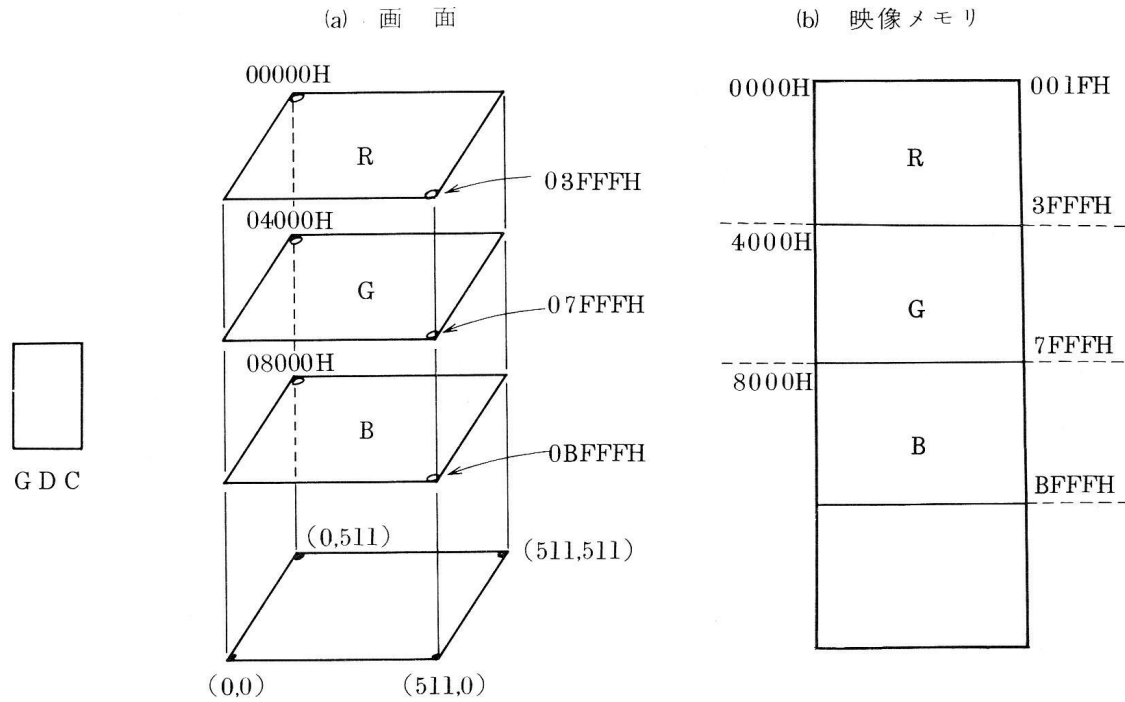 (a) 画 面
00000H
R
03FFFH
04000H
G
07FFFH
08000H
B
0BFFFH
GDC
(0,511)
(511,511)
(0,0)
(511,0)
(b) 映像メモリ
0000H
001FH
R
3FFFH
4000H
G
7FFFH
8000H
B
BFFFH